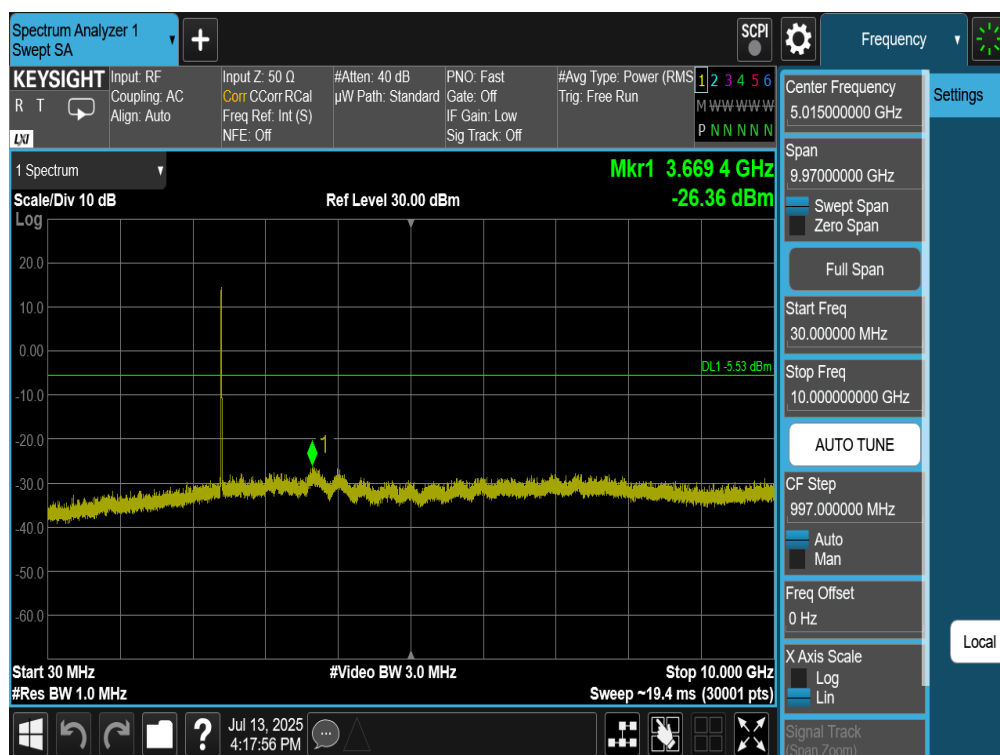 Spectrum Analyzer 1
Swept SA
+
SCPI
Frequency
KEYSIGHT
R T
LXI
Input: RF
Coupling: AC
Align: Auto
Input Z: 50 Ω
Corr CCorr RCal
Freq Ref: Int (S)
NFE: Off
#Atten: 40 dB
µW Path: Standard
PNO: Fast
Gate: Off
IF Gain: Low
Sig Track: Off
#Avg Type: Power (RMS
Trig: Free Run
1 2 3 4 5 6
M W W W W W
P N N N N N
1 Spectrum
Mkr1 3.669 4 GHz
-26.36 dBm
Scale/Div 10 dB
Ref Level 30.00 dBm
Log
20.0
10.0
0.00
DL1 -5.53 dBm
-10.0
-20.0
1
-30.0
-40.0
-50.0
-60.0
Start 30 MHz
#Video BW 3.0 MHz
Stop 10.000 GHz
#Res BW 1.0 MHz
Sweep ~19.4 ms (30001 pts)
Center Frequency
5.015000000 GHz
Span
9.97000000 GHz
Swept Span
Zero Span
Full Span
Start Freq
30.000000 MHz
Stop Freq
10.000000000 GHz
AUTO TUNE
CF Step
997.000000 MHz
Auto
Man
Freq Offset
0 Hz
X Axis Scale
Log
Lin
Signal Track
(Span Zoom)
Settings
Local
?
Jul 13, 2025
4:17:56 PM